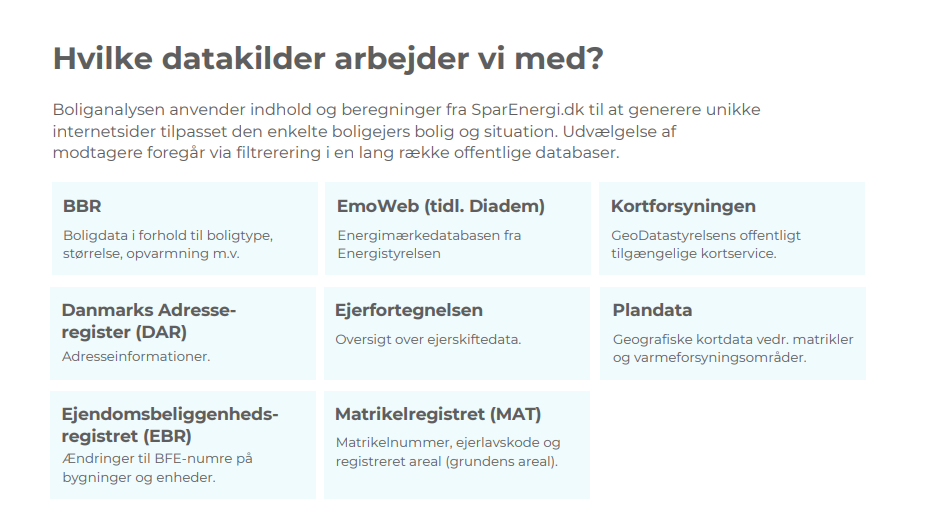 Hvilke datakilder arbejder vi med?
Boliganalysen anvender indhold og beregninger fra SparEnergi.dk til at generere unikke
internetsider tilpasset den enkelte boligejers bolig og situation. Udvælgelse af
modtagere foregår via filtrerering i en lang række offentlige databaser.
BBR
Boligdata i forhold til boligtype,
størrelse, opvarmning m.v.
EmoWeb (tidl. Diadem)
Energimærkedatabasen fra
Energistyrelsen
Kortforsyningen
GeoDatastyrelsens offentligt
tilgængelige kortservice.
Danmarks Adresse-
register (DAR)
Adresseinformationer.
Ejerfortegnelsen
Oversigt over ejerskiftedata.
Plandata
Geografiske kortdata vedr. matrikler
og varmeforsyningsområder.
Ejendomsbeliggenheds-
registret (EBR)
Ændringer til BFE-numre på
bygninger og enheder.
Matrikelregistret (MAT)
Matrikelnummer, ejerlavskode og
registreret areal (grundens areal).